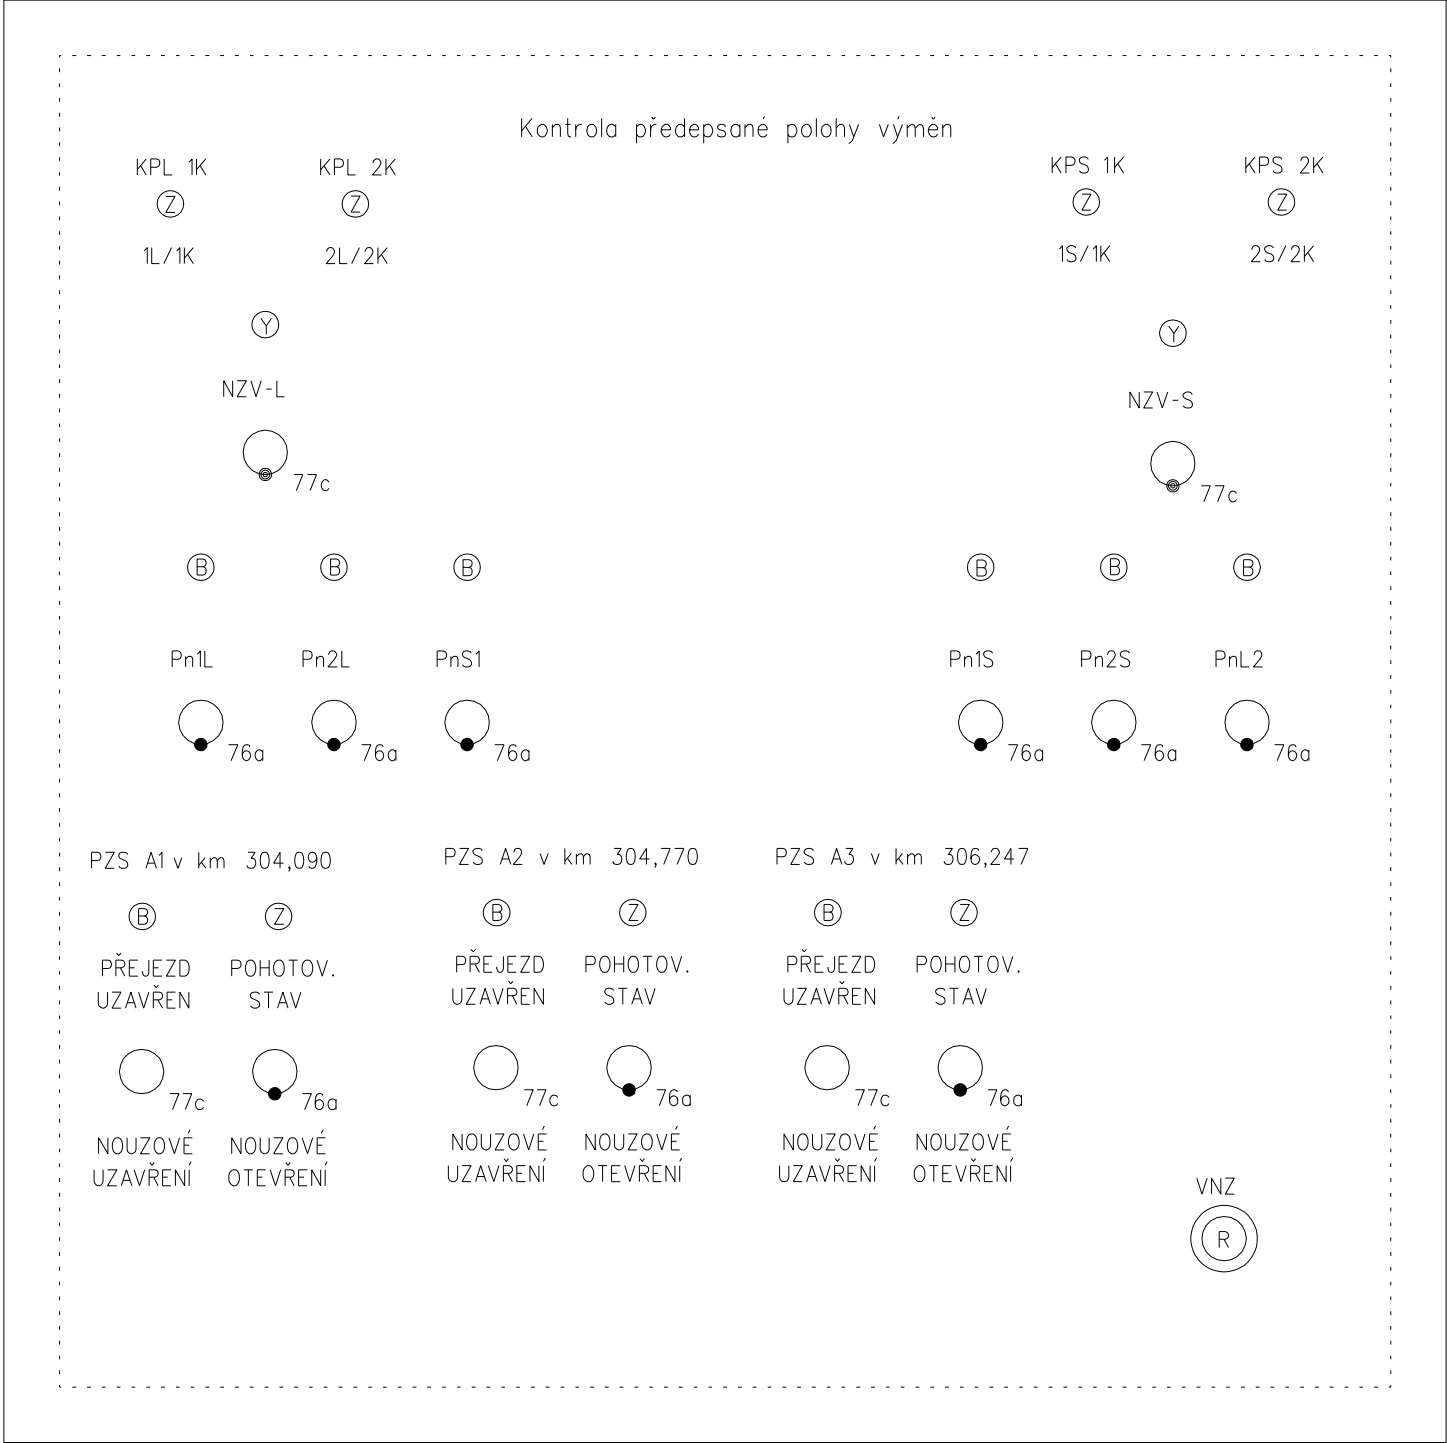 Kontrola předepsané polohy výměn
KPL 1K KPL 2K KPS 1K KPS 2K
Z Z Z Z
1L/1K 2L/2K 1S/1K 2S/2K
Y Y
NZV-L NZV-S
77c 77c
B B B B B B
Pn1L Pn2L PnS1 Pn1S Pn2S PnL2
76a 76a 76a 76a 76a 76a
PZS A1 v km 304,090 PZS A2 v km 304,770 PZS A3 v km 306,247
B Z B Z B Z
PŘEJEZD POHOTOV. PŘEJEZD POHOTOV. PŘEJEZD POHOTOV.
UZAVŘEN STAV UZAVŘEN STAV UZAVŘEN STAV
77c 76a 77c 76a 77c 76a
NOUZOVÉ NOUZOVÉ NOUZOVÉ NOUZOVÉ NOUZOVÉ NOUZOVÉ
UZAVŘENÍ OTEVŘENÍ UZAVŘENÍ OTEVŘENÍ UZAVŘENÍ OTEVŘENÍ
VNZ
R